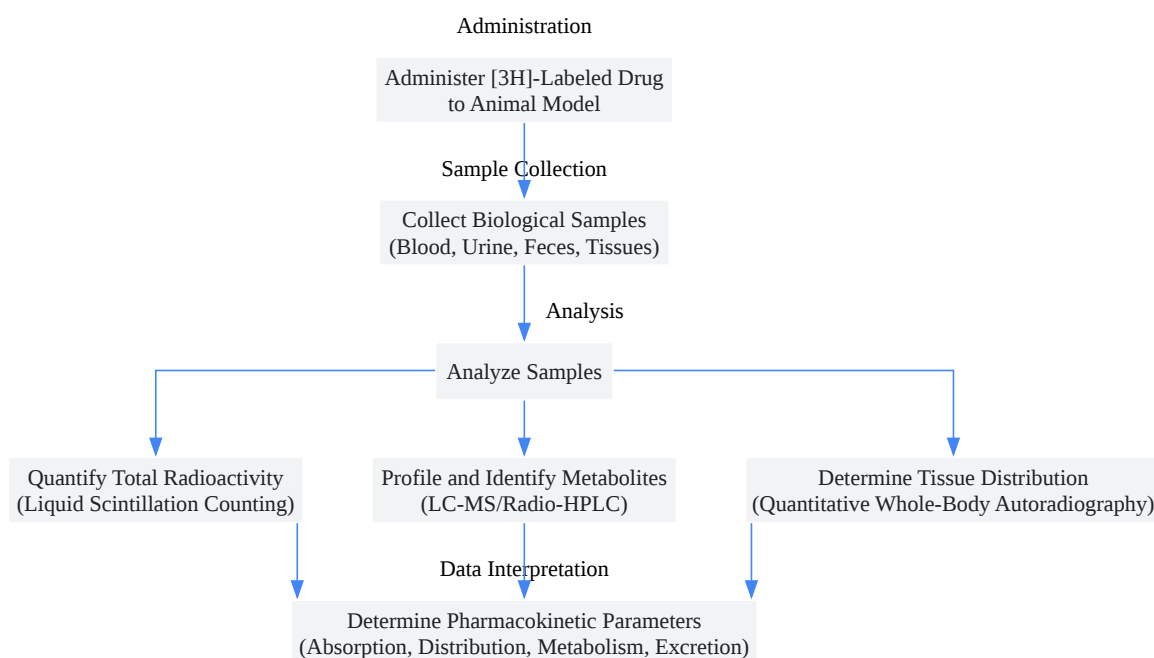 Administration
Administer [3H]-Labeled Drug
to Animal Model
Sample Collection
Collect Biological Samples
(Blood, Urine, Feces, Tissues)
Analysis
Analyze Samples
Quantify Total Radioactivity
(Liquid Scintillation Counting)
Profile and Identify Metabolites
(LC-MS/Radio-HPLC)
Determine Tissue Distribution
(Quantitative Whole-Body Autoradiography)
Data Interpretation
Determine Pharmacokinetic Parameters
(Absorption, Distribution, Metabolism, Excretion)